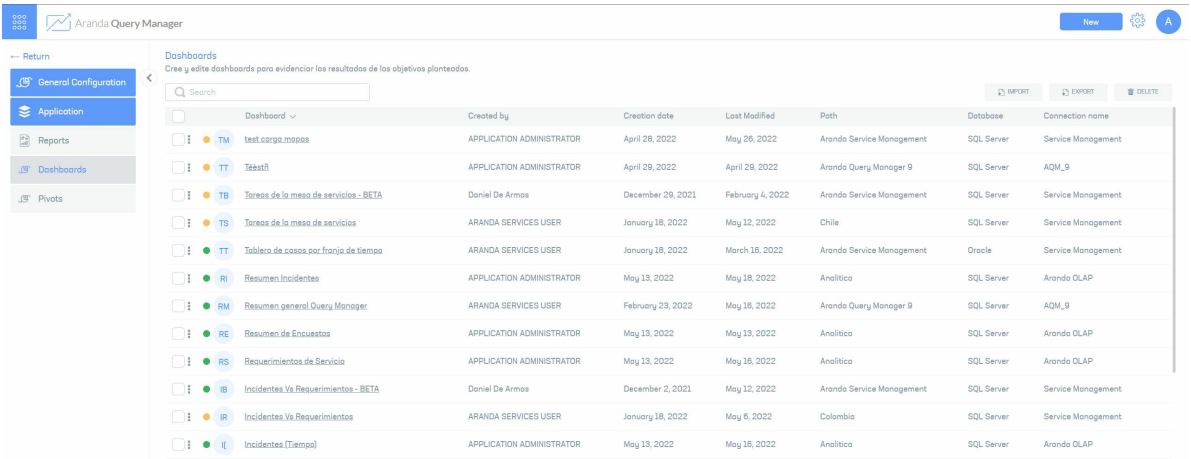 Aranda Query Manager
New
A
← Return
General Configuration
Application
Reports
Dashboards
Pivots
Dashboards
Cree y edite dashboards para evidenciar los resultados de los objetivos planteados.
Search
IMPORT EXPORT DELETE
Dashboard Created by Creation date Last Modified Path Database Connection name
TM test carga mapas APPLICATION ADMINISTRATOR April 28, 2022 May 26, 2022 Aranda Service Management SQL Server Service Management
TT Téèstñ APPLICATION ADMINISTRATOR April 29, 2022 April 29, 2022 Aranda Query Manager 9 SQL Server AQM_9
TB Tareas de la mesa de servicios - BETA Daniel De Armas December 29, 2021 February 4, 2022 Aranda Service Management SQL Server Service Management
TS Tareas de la mesa de servicios ARANDA SERVICES USER January 18, 2022 May 12, 2022 Chile SQL Server Service Management
TT Tablero de casos por franja de tiempo ARANDA SERVICES USER January 18, 2022 March 16, 2022 Aranda Service Management Oracle Service Management
RI Resumen Incidentes APPLICATION ADMINISTRATOR May 13, 2022 May 18, 2022 Analitica SQL Server Aranda OLAP
RM Resumen general Query Manager ARANDA SERVICES USER February 23, 2022 May 16, 2022 Aranda Query Manager 9 SQL Server AQM_9
RE Resumen de Encuestas APPLICATION ADMINISTRATOR May 13, 2022 May 13, 2022 Analitica SQL Server Aranda OLAP
RS Requerimientos de Servicio APPLICATION ADMINISTRATOR May 13, 2022 May 16, 2022 Analitica SQL Server Aranda OLAP
IB Incidentes Vs Requerimientos - BETA Daniel De Armas December 2, 2021 May 12, 2022 Aranda Service Management SQL Server Service Management
IR Incidentes Vs Requerimientos ARANDA SERVICES USER January 18, 2022 May 6, 2022 Colombia SQL Server Service Management
I( Incidentes (Tiempo) APPLICATION ADMINISTRATOR May 13, 2022 May 16, 2022 Analitica SQL Server Aranda OLAP